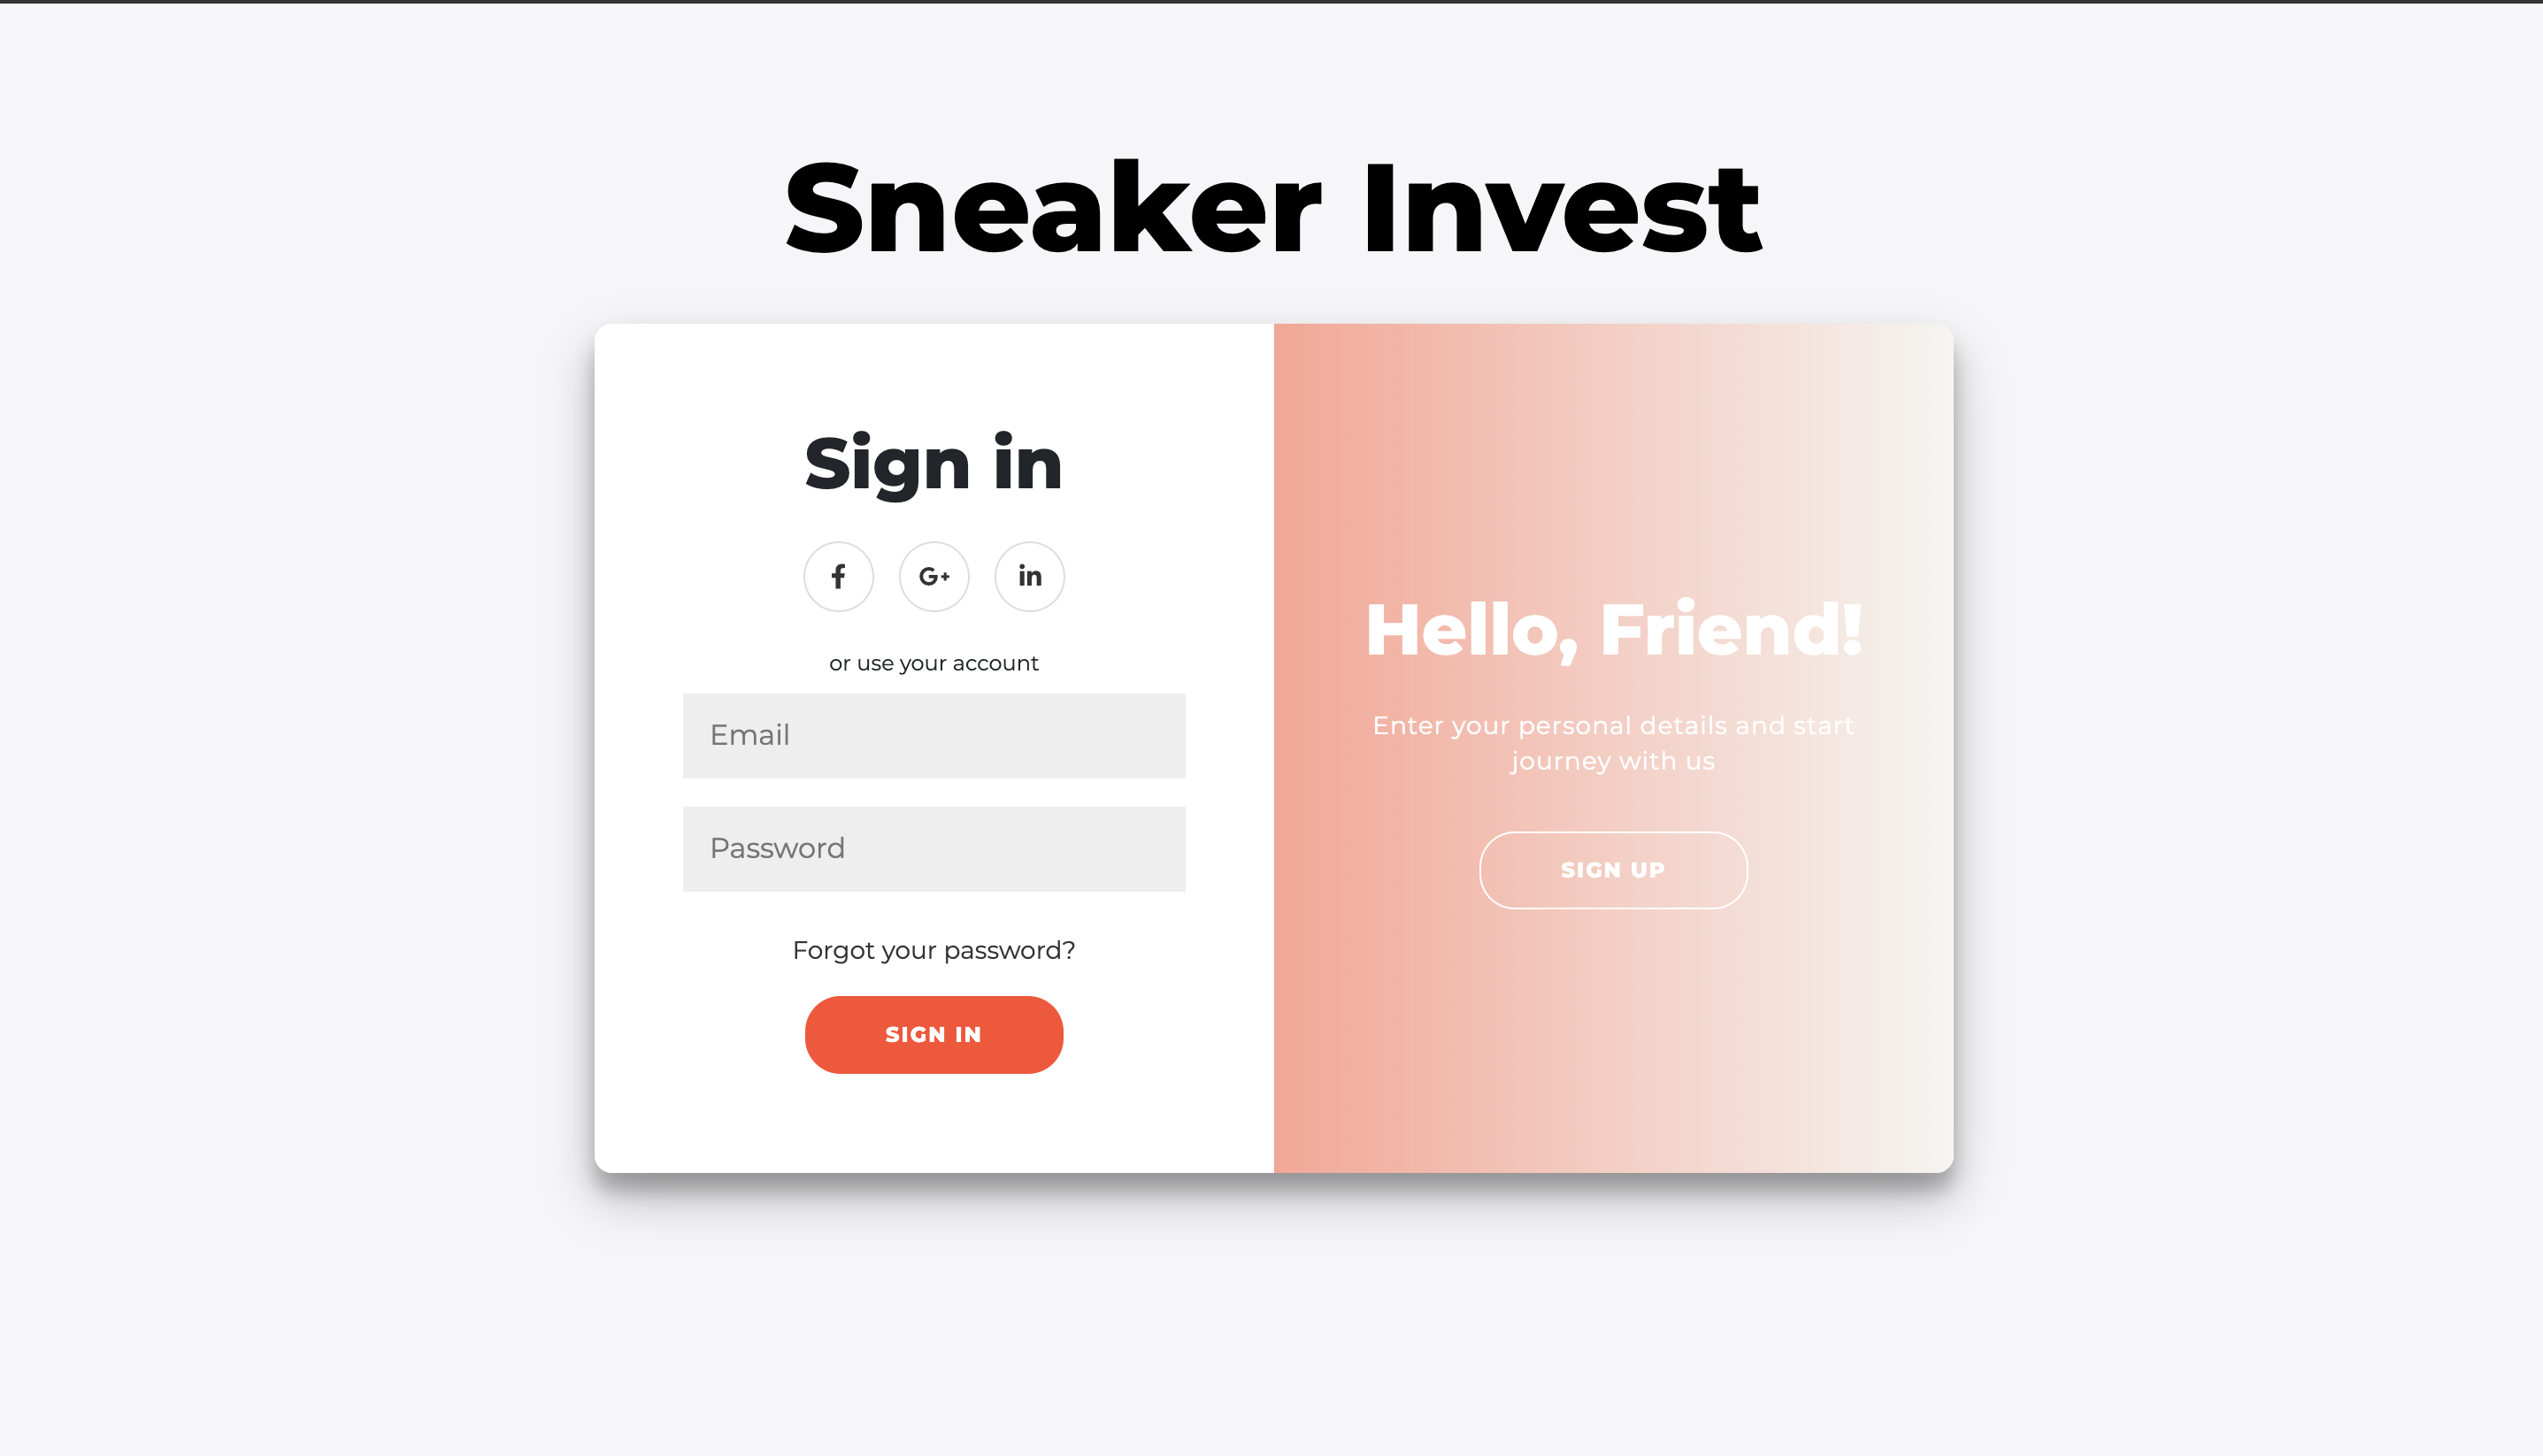 Sneaker Invest
Sign in
f G+ in
or use your account
Email
Password
Forgot your password?
SIGN IN
Hello, Friend!
Enter your personal details and start
journey with us
SIGN UP